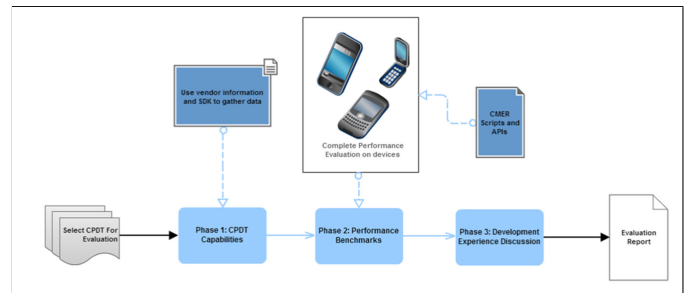 Use vendor information
and SDK to gather data
Complete Performance
Evaluation on devices
CMER
Scripts and
APIs
Select CPDT For
Evaluation
Phase 1: CPDT
Capabilities
Phase 2: Performance
Benchmarks
Phase 3: Development
Experience Discussion
Evaluation
Report